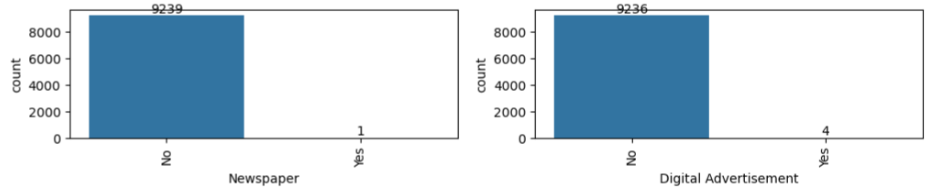 9239
8000
6000
4000
2000
0
count
1
No
Yes
Newspaper
9236
8000
6000
4000
2000
0
count
4
No
Yes
Digital Advertisement